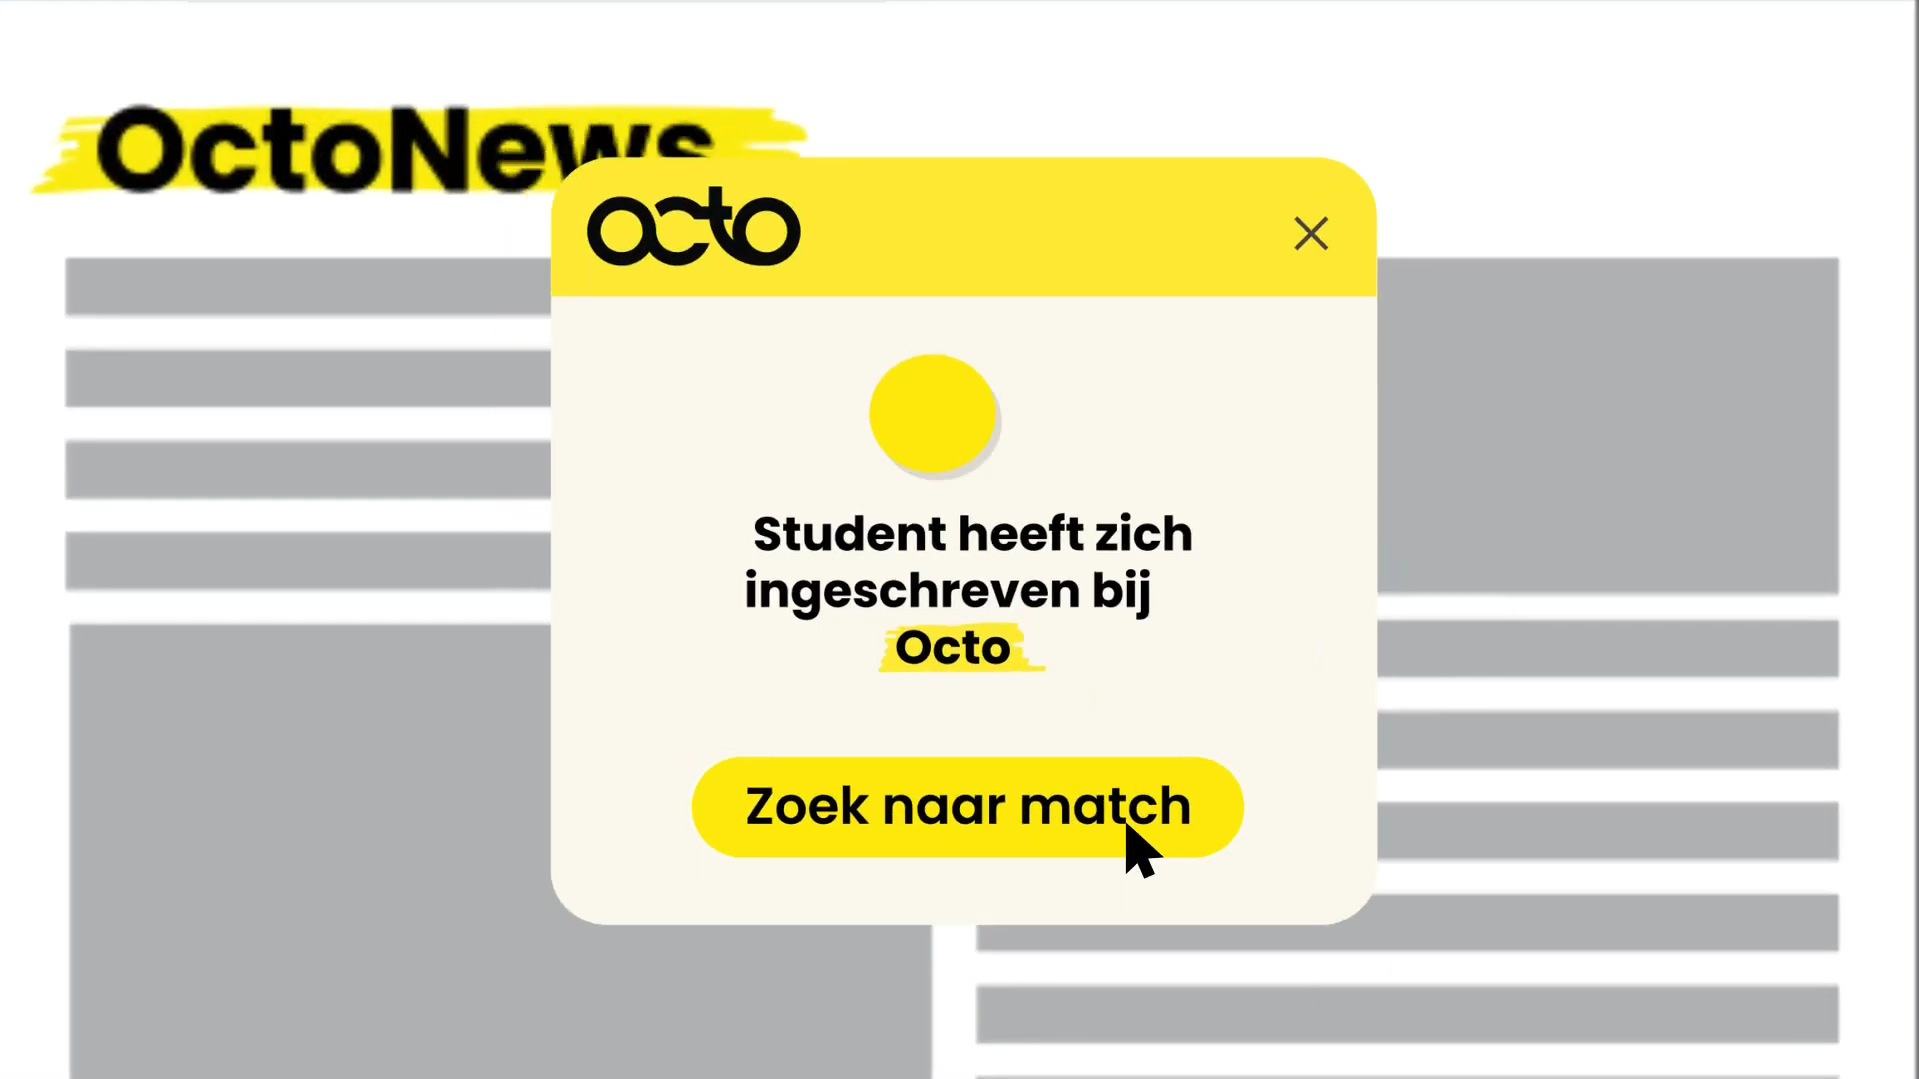 OctoNews
octo
Student heeft zich
ingeschreven bij
Octo
Zoek naar match